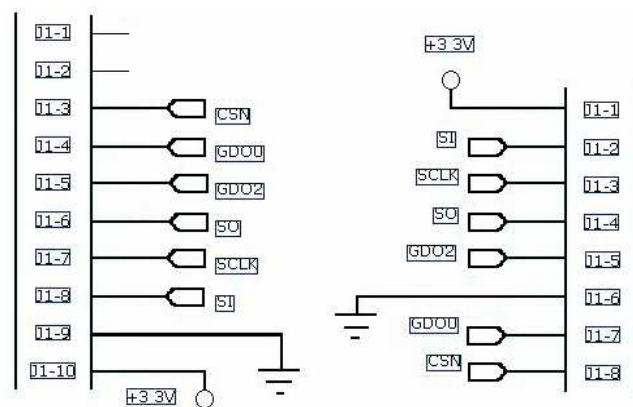 J1-1
J1-2
J1-3 CSN
J1-4 GDO0
J1-5 GDO2
J1-6 SO
J1-7 SCLK
J1-8 SI
J1-9
J1-10
+3 3V
+3 3V
J1-1
SI J1-2
SCLK J1-3
SO J1-4
GDO2 J1-5
J1-6
GDO0 J1-7
CSN J1-8